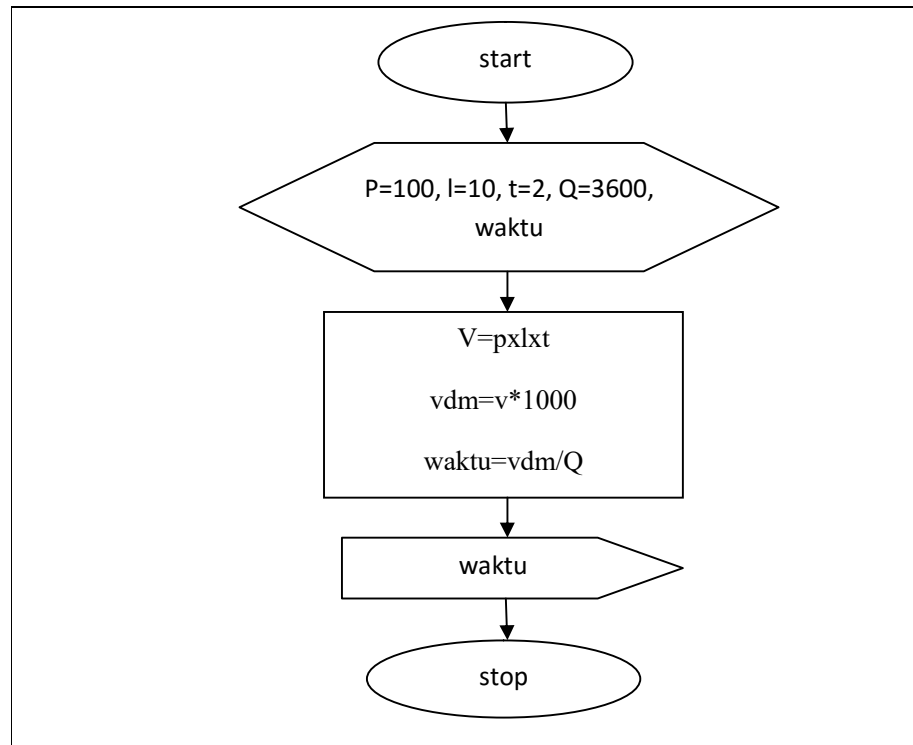 start
P=100, l=10, t=2, Q=3600,
waktu
V=pxlxt
vdm=v*1000
waktu=vdm/Q
waktu
stop